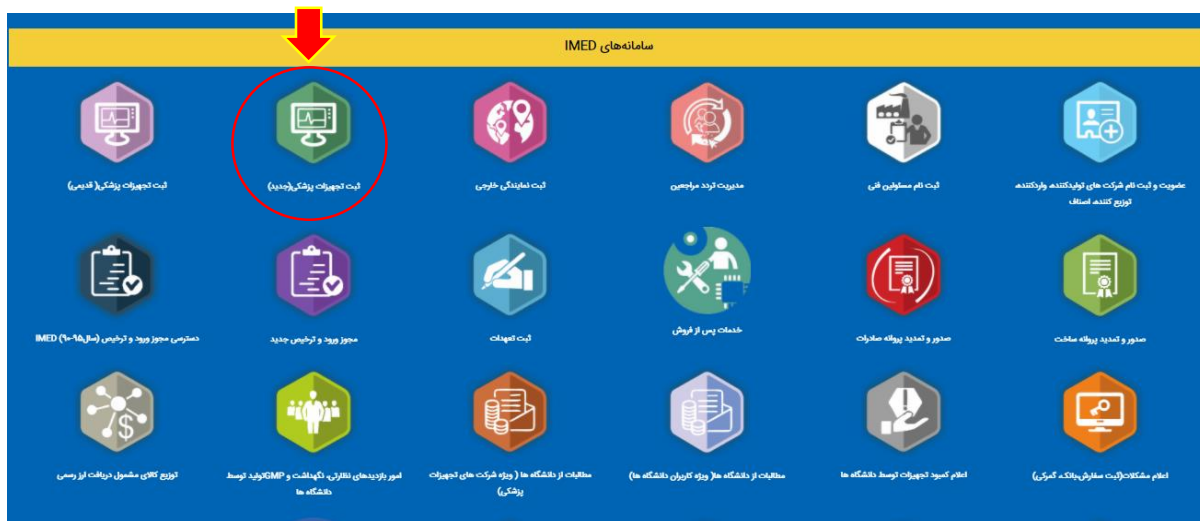 سامانه‌های IMED
عضویت و ثبت نام شرکت های تولیدکننده، واردکننده،
توزیع کننده، اصناف
ثبت نام مسئولین فنی
مدیریت تردد مراجعین
ثبت نمایندگی خارجی
ثبت تجهیزات پزشکی(جدید)
ثبت تجهیزات پزشکی( قدیمی)
صدور و تمدید پروانه ساخت
صدور و تمدید پروانه صادرات
خدمات پس از فروش
ثبت تعهدات
مجوز ورود و ترخیص جدید
دسترسی مجوز ورود و ترخیص (سال۹۵-۹۰) IMED
اعلام مشکلات(ثبت سفارش،بانک، گمرکی)
اعلام کمبود تجهیزات توسط دانشگاه ها
مطالبات از دانشگاه ها( ویژه کاربران دانشگاه ها)
مطالبات از دانشگاه ها ( ویژه شرکت های تجهیزات
پزشکی)
امور بازدیدهای نظارتی، نگهداشت و GMPتولید توسط
دانشگاه ها
توزیع کالای مشمول دریافت ارز رسمی